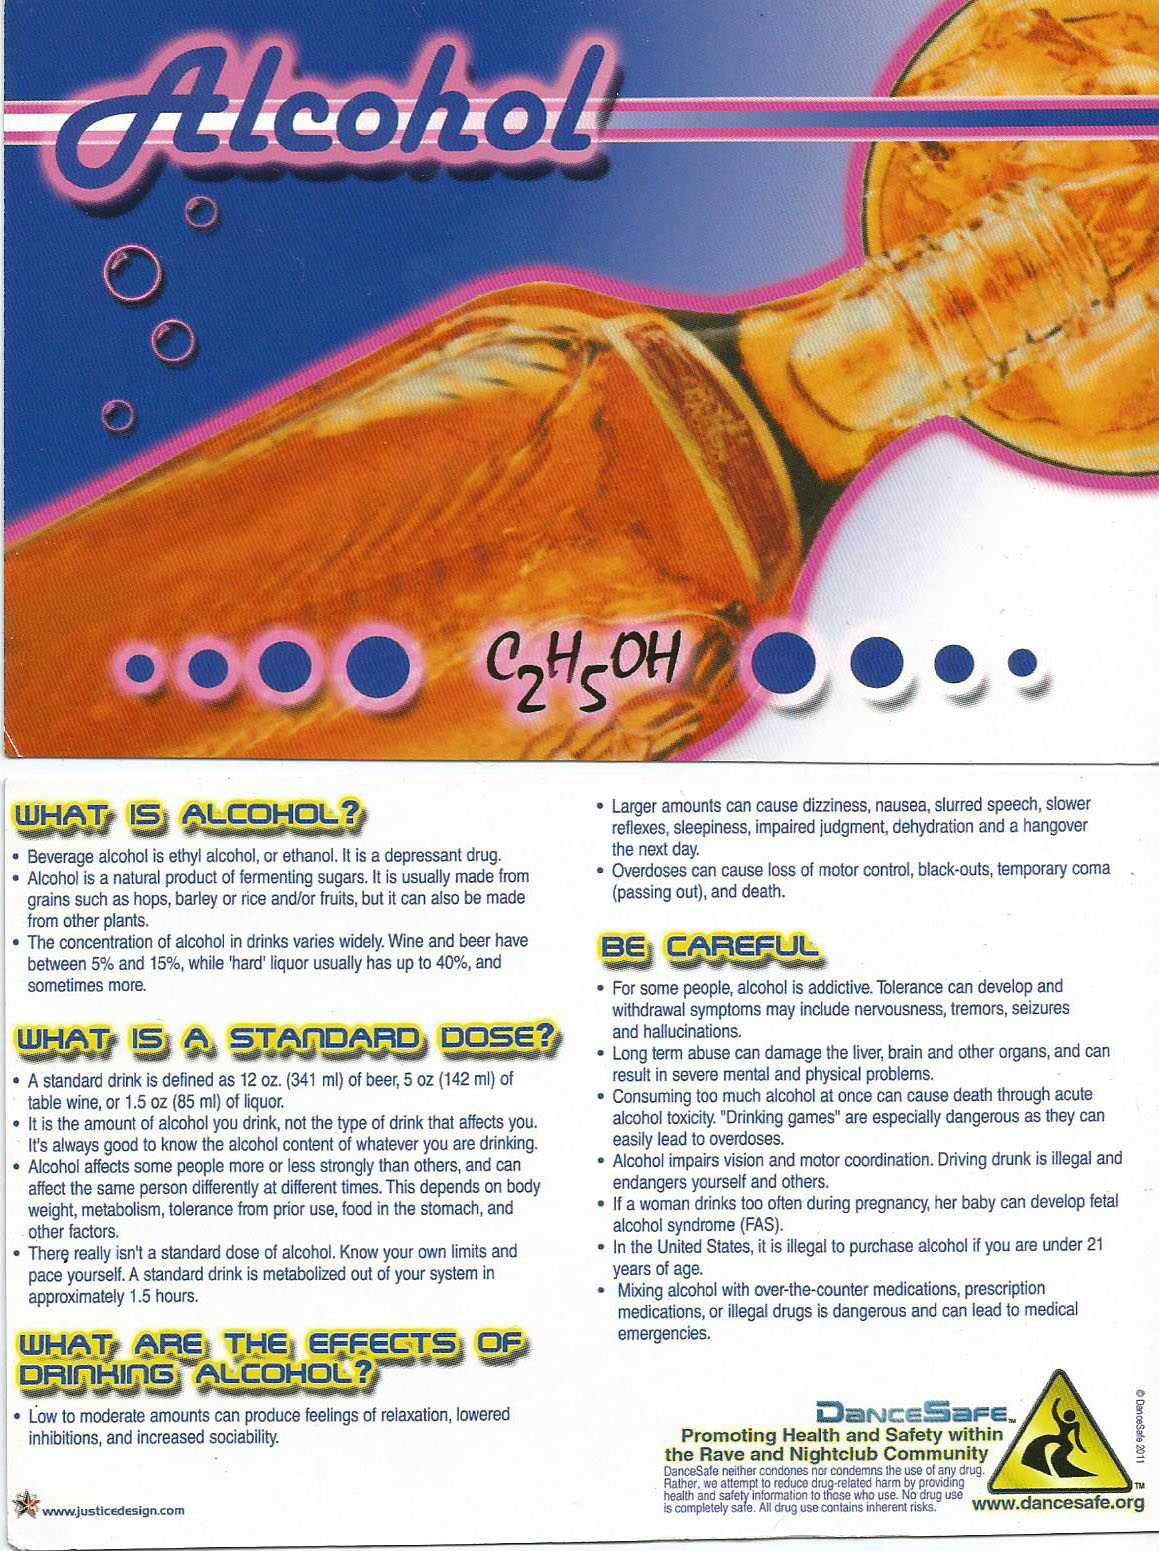 Alcohol
C2H5OH
WHAT IS ALCOHOL?
• Beverage alcohol is ethyl alcohol, or ethanol. It is a depressant drug.
• Alcohol is a natural product of fermenting sugars. It is usually made from
grains such as hops, barley or rice and/or fruits, but it can also be made
from other plants.
• The concentration of alcohol in drinks varies widely. Wine and beer have
between 5% and 15%, while 'hard' liquor usually has up to 40%, and
sometimes more.
WHAT IS A STANDARD DOSE?
• A standard drink is defined as 12 oz. (341 ml) of beer, 5 oz (142 ml) of
table wine, or 1.5 oz (85 ml) of liquor.
• It is the amount of alcohol you drink, not the type of drink that affects you.
It's always good to know the alcohol content of whatever you are drinking.
• Alcohol affects some people more or less strongly than others, and can
affect the same person differently at different times. This depends on body
weight, metabolism, tolerance from prior use, food in the stomach, and
other factors.
• There really isn't a standard dose of alcohol. Know your own limits and
pace yourself. A standard drink is metabolized out of your system in
approximately 1.5 hours.
WHAT ARE THE EFFECTS OF
DRINKING ALCOHOL?
• Low to moderate amounts can produce feelings of relaxation, lowered
inhibitions, and increased sociability.
www.justicedesign.com
• Larger amounts can cause dizziness, nausea, slurred speech, slower
reflexes, sleepiness, impaired judgment, dehydration and a hangover
the next day.
• Overdoses can cause loss of motor control, black-outs, temporary coma
(passing out), and death.
BE CAREFUL
• For some people, alcohol is addictive. Tolerance can develop and
withdrawal symptoms may include nervousness, tremors, seizures
and hallucinations.
• Long term abuse can damage the liver, brain and other organs, and can
result in severe mental and physical problems.
• Consuming too much alcohol at once can cause death through acute
alcohol toxicity. "Drinking games" are especially dangerous as they can
easily lead to overdoses.
• Alcohol impairs vision and motor coordination. Driving drunk is illegal and
endangers yourself and others.
• If a woman drinks too often during pregnancy, her baby can develop fetal
alcohol syndrome (FAS).
• In the United States, it is illegal to purchase alcohol if you are under 21
years of age.
• Mixing alcohol with over-the-counter medications, prescription
medications, or illegal drugs is dangerous and can lead to medical
emergencies.
DANCESAFE™
Promoting Health and Safety within
the Rave and Nightclub Community
DanceSafe neither condones nor condemns the use of any drug.
Rather, we attempt to reduce drug-related harm by providing
health and safety information to those who use. No drug use
is completely safe. All drug use contains inherent risks.
TM
www.dancesafe.org
© DanceSafe 2011